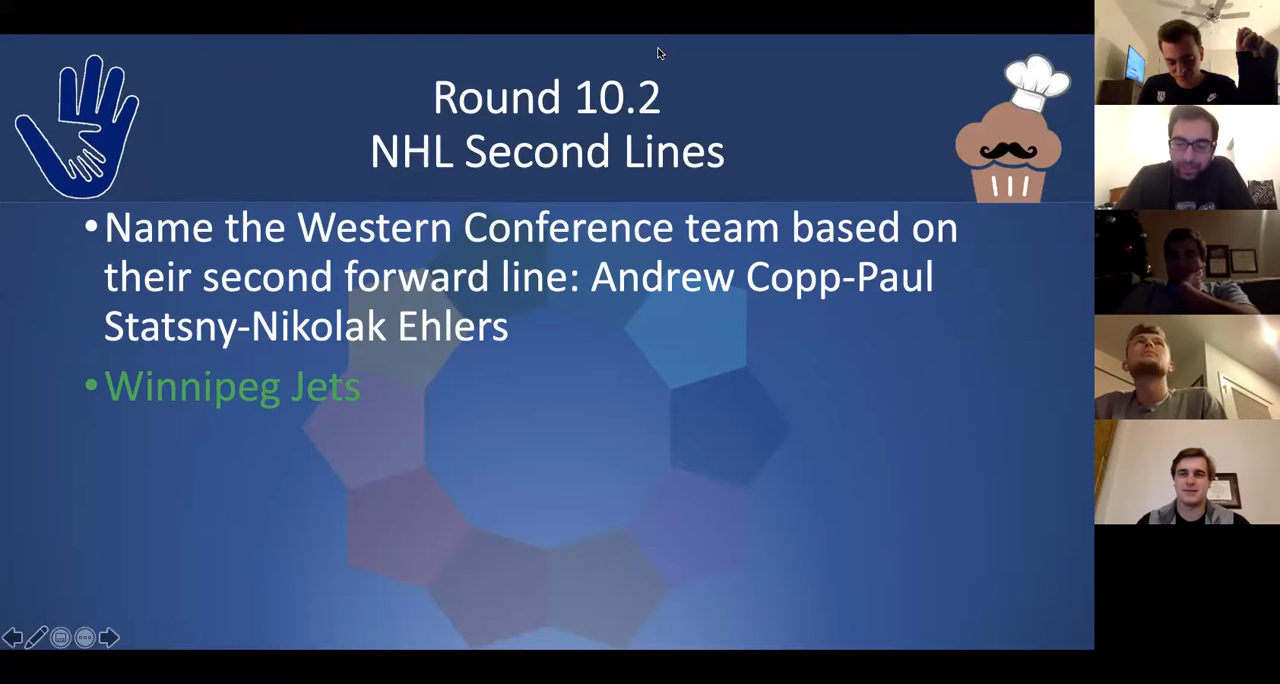 Round 10.2
NHL Second Lines
•Name the Western Conference team based on
their second forward line: Andrew Copp-Paul
Statsny-Nikolak Ehlers
•Winnipeg Jets